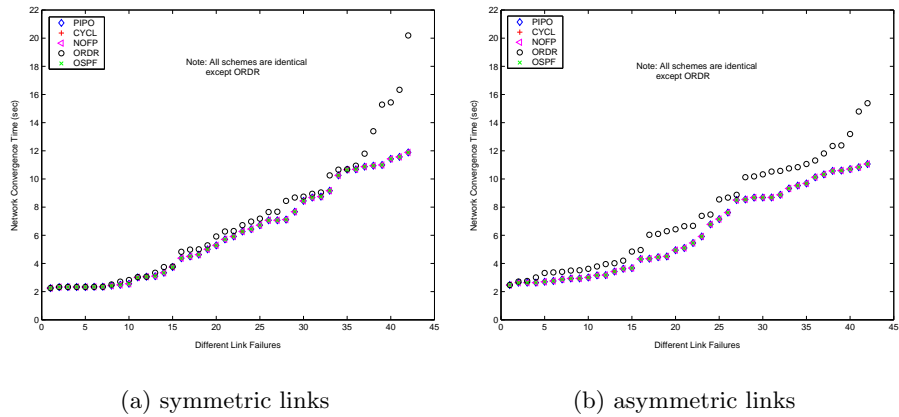 22
20
18
16
14
12
10
8
6
4
2
0
Network Convergence Time (sec)
PIPO
CYCL
NOFP
ORDR
OSPF
Note: All schemes are identical
except ORDR
0 5 10 15 20 25 30 35 40 45
Different Link Failures
(a) symmetric links
22
20
18
16
14
12
10
8
6
4
2
0
Network Convergence Time (sec)
PIPO
CYCL
NOFP
ORDR
OSPF
Note: All schemes are identical
except ORDR
0 5 10 15 20 25 30 35 40 45
Different Link Failures
(b) asymmetric links